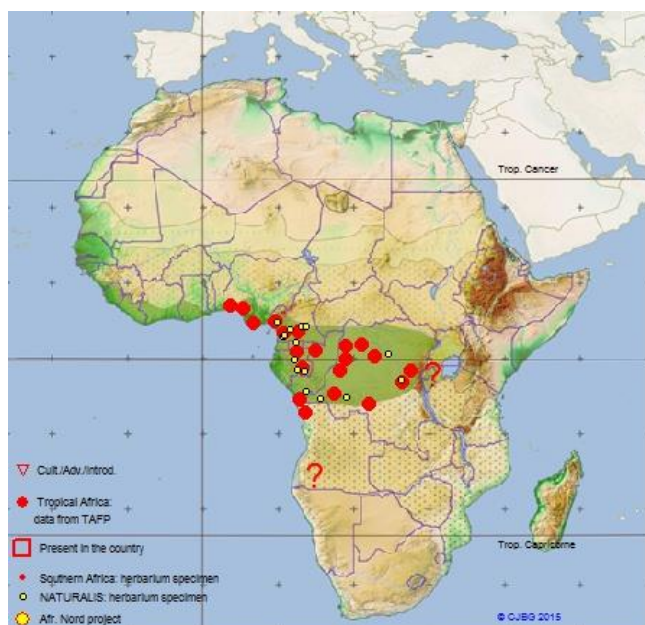 Trop. Cancer
?
?
Cult./Adv./Introd.
Tropical Africa:
data from TAFP
Present in the country
Trop. Capricorne
Southern Africa: herbarium specimen
NATURALIS: herbarium specimen
Afr. Nord project
© CJBG 2015